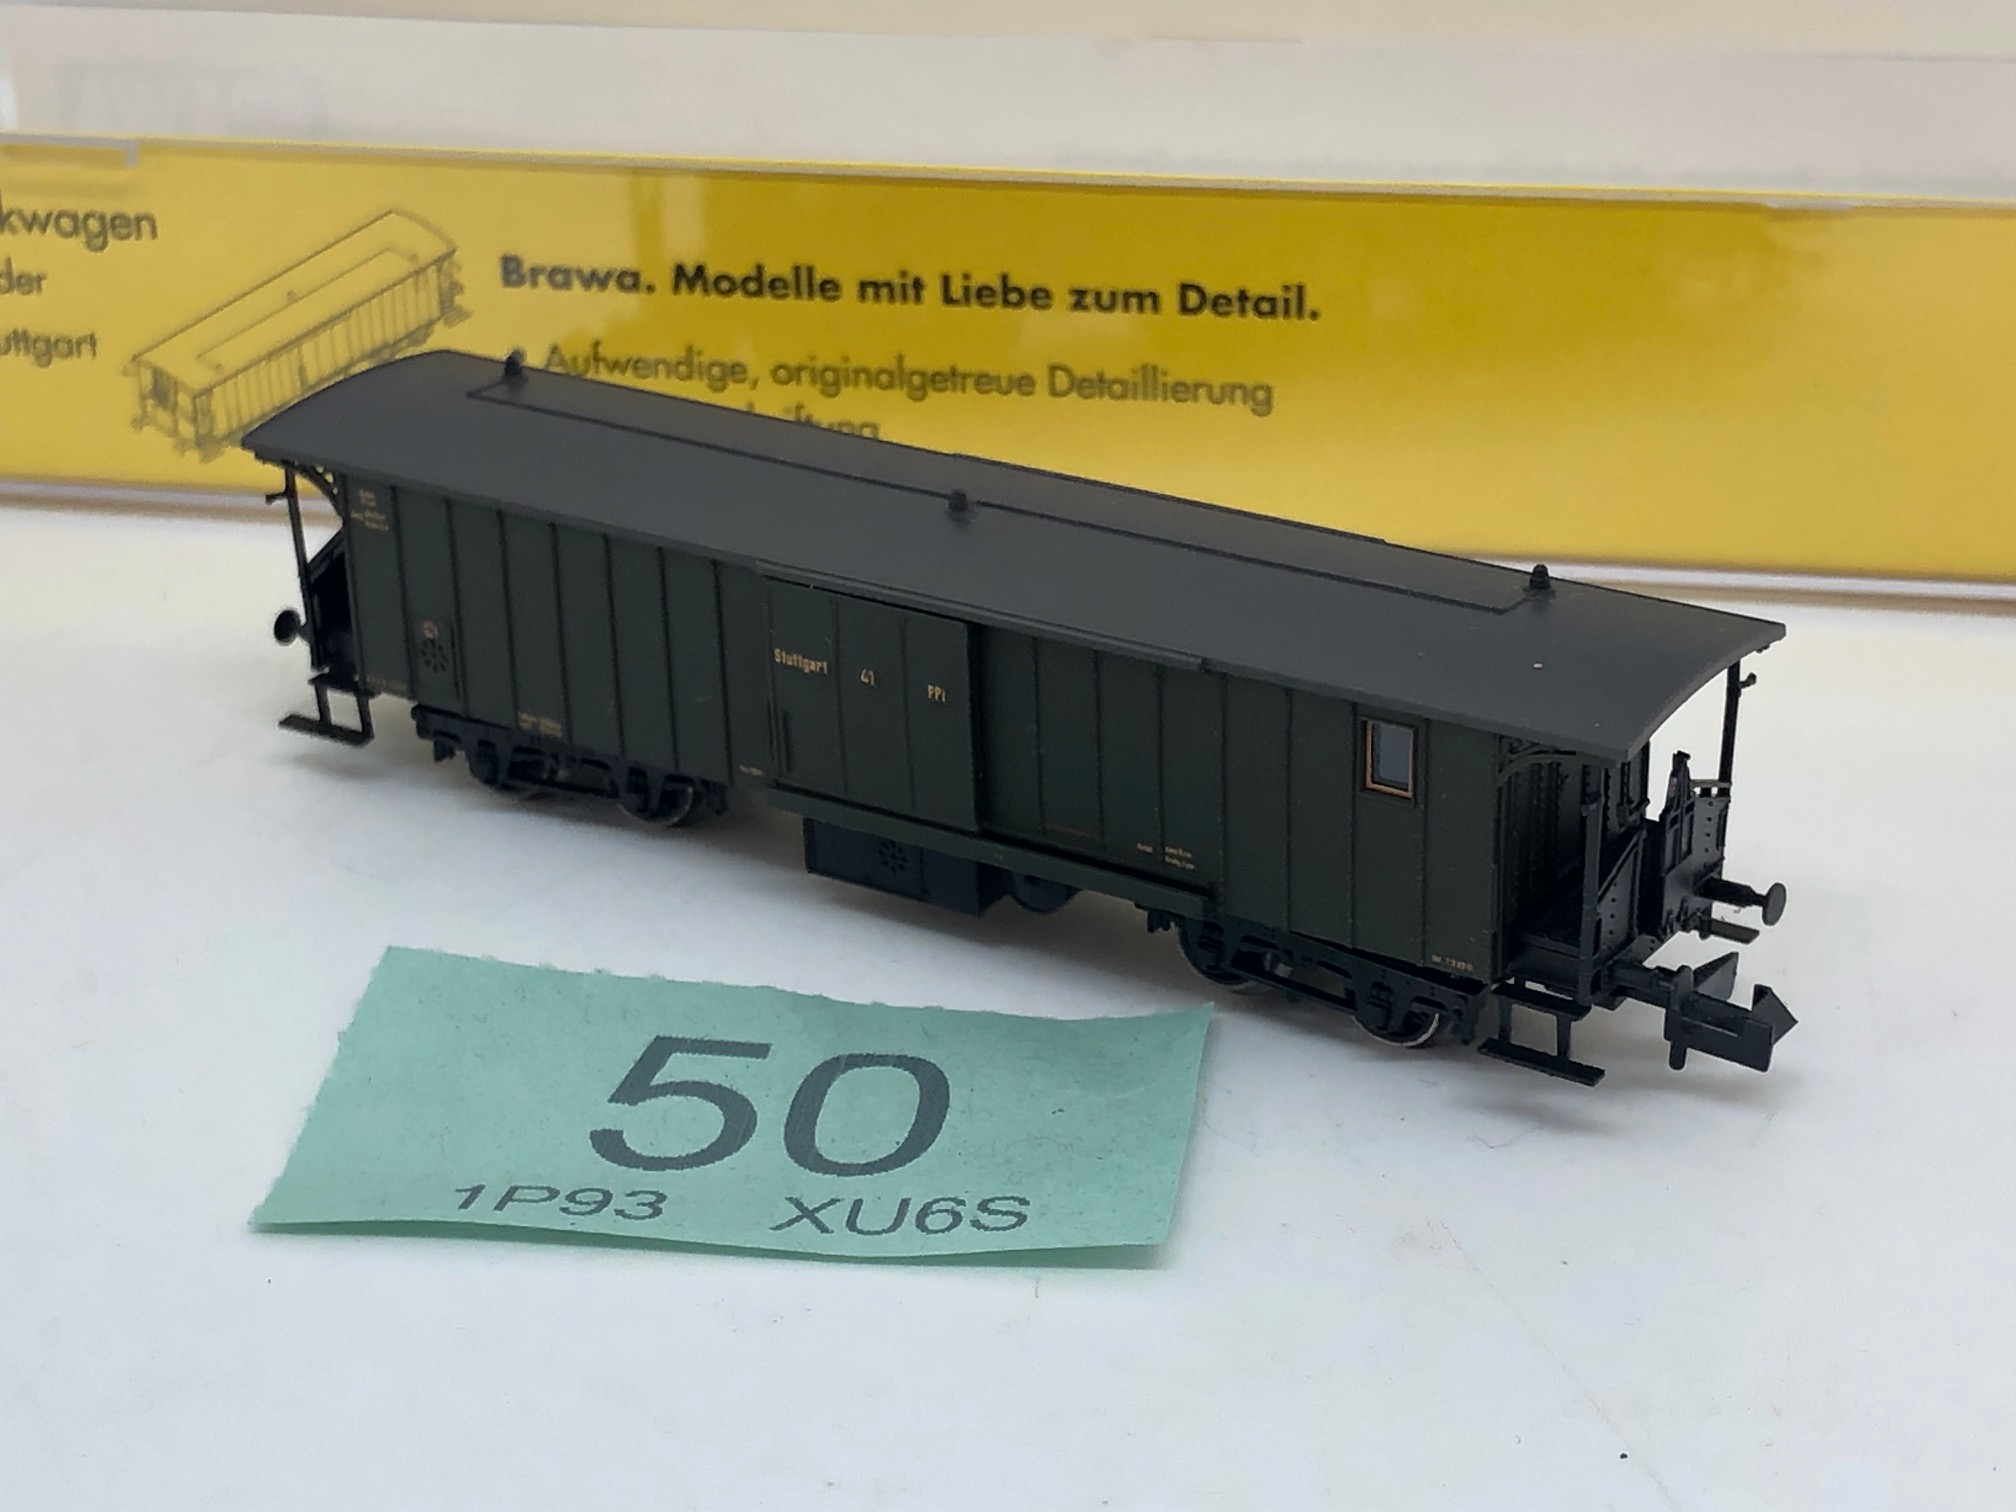 kwagen
der
uttgart
Brawa. Modelle mit Liebe zum Detail.
Aufwendige, originalgetreue Detaillierung
Stuttgart 41 PPi
50
1P93 XU6S